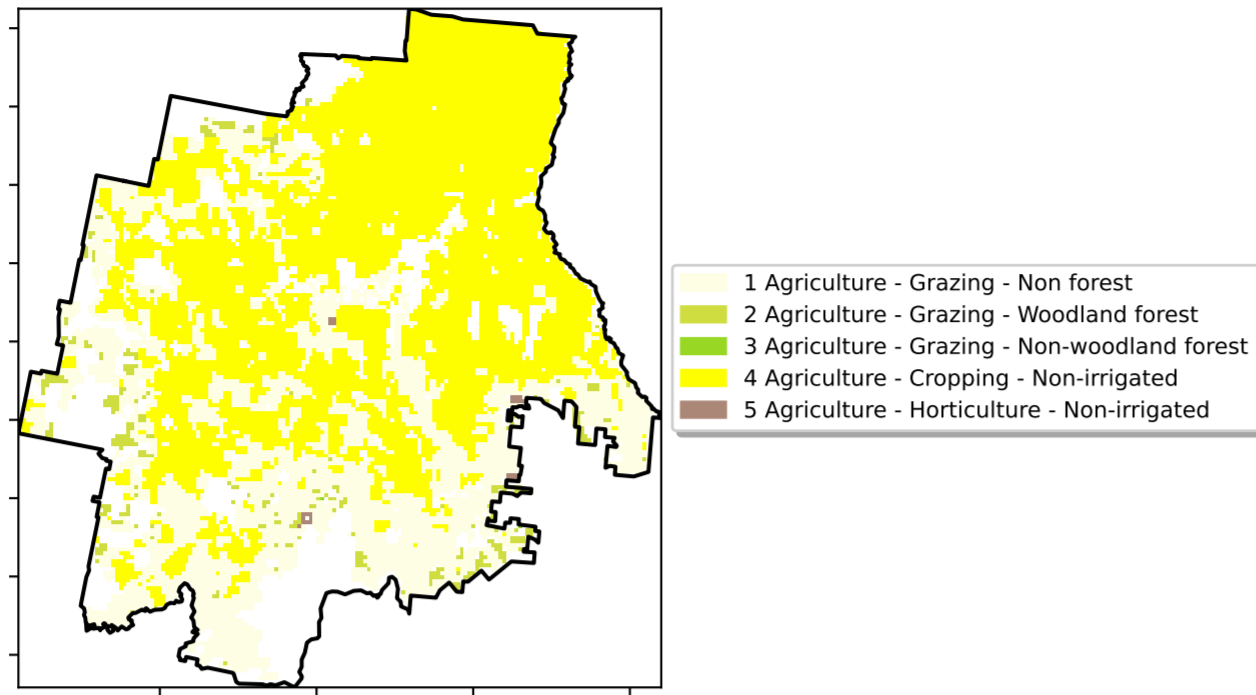 1 Agriculture - Grazing - Non forest
2 Agriculture - Grazing - Woodland forest
3 Agriculture - Grazing - Non-woodland forest
4 Agriculture - Cropping - Non-irrigated
5 Agriculture - Horticulture - Non-irrigated